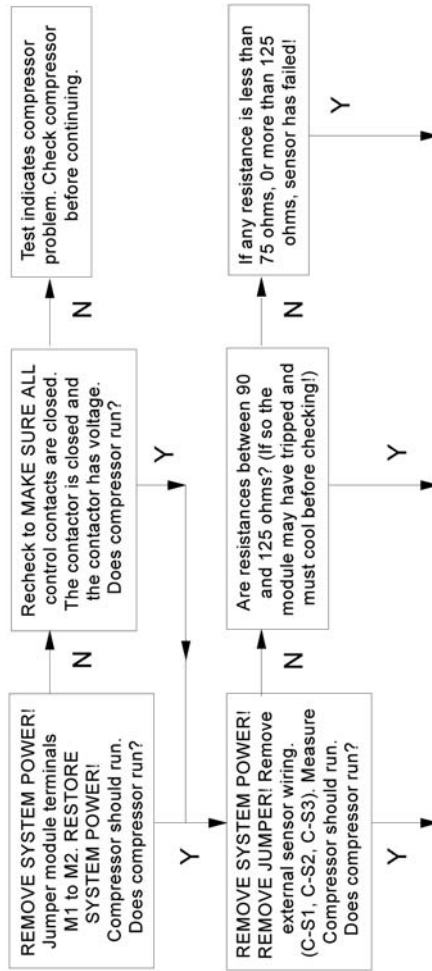 REMOVE SYSTEM POWER!
Jumper module terminals
M1 to M2. RESTORE
SYSTEM POWER!
Compressor should run.
Does compressor run?
N
Y
Recheck to MAKE SURE ALL
control contacts are closed.
The contactor is closed and
the contactor has voltage.
Does compressor run?
N
Y
Test indicates compressor
problem. Check compressor
before continuing.
REMOVE SYSTEM POWER!
REMOVE JUMPER! Remove
external sensor wiring.
(C-S1, C-S2, C-S3). Measure
Compressor should run.
Does compressor run?
N
Y
Are resistances between 90
and 125 ohms? (If so the
module may have tripped and
must cool before checking!)
N
Y
If any resistance is less than
75 ohms, 0r more than 125
ohms, sensor has failed!
Y